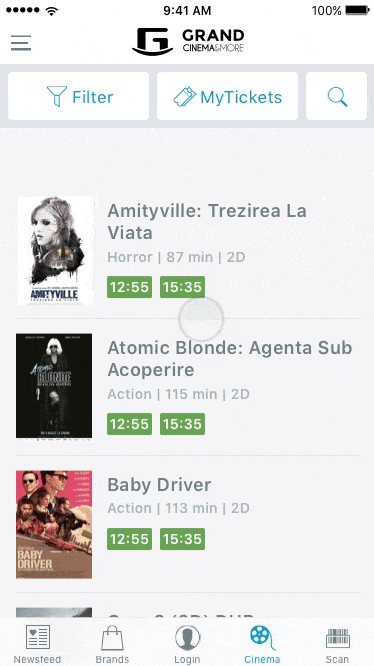 9:41 AM
100%
GRAND
CINEMA&MORE
Filter
MyTickets
Amityville: Trezirea La
Viata
Horror | 87 min | 2D
12:55 15:35
AMITYVILLE
Atomic Blonde: Agenta Sub
Acoperire
Action | 115 min | 2D
12:55 15:35
ATOMIC
BLONDE
Baby Driver
Action | 113 min | 2D
12:55 15:35
BABY
DRIVER
Newsfeed
Brands
Login
Cinema
Scan